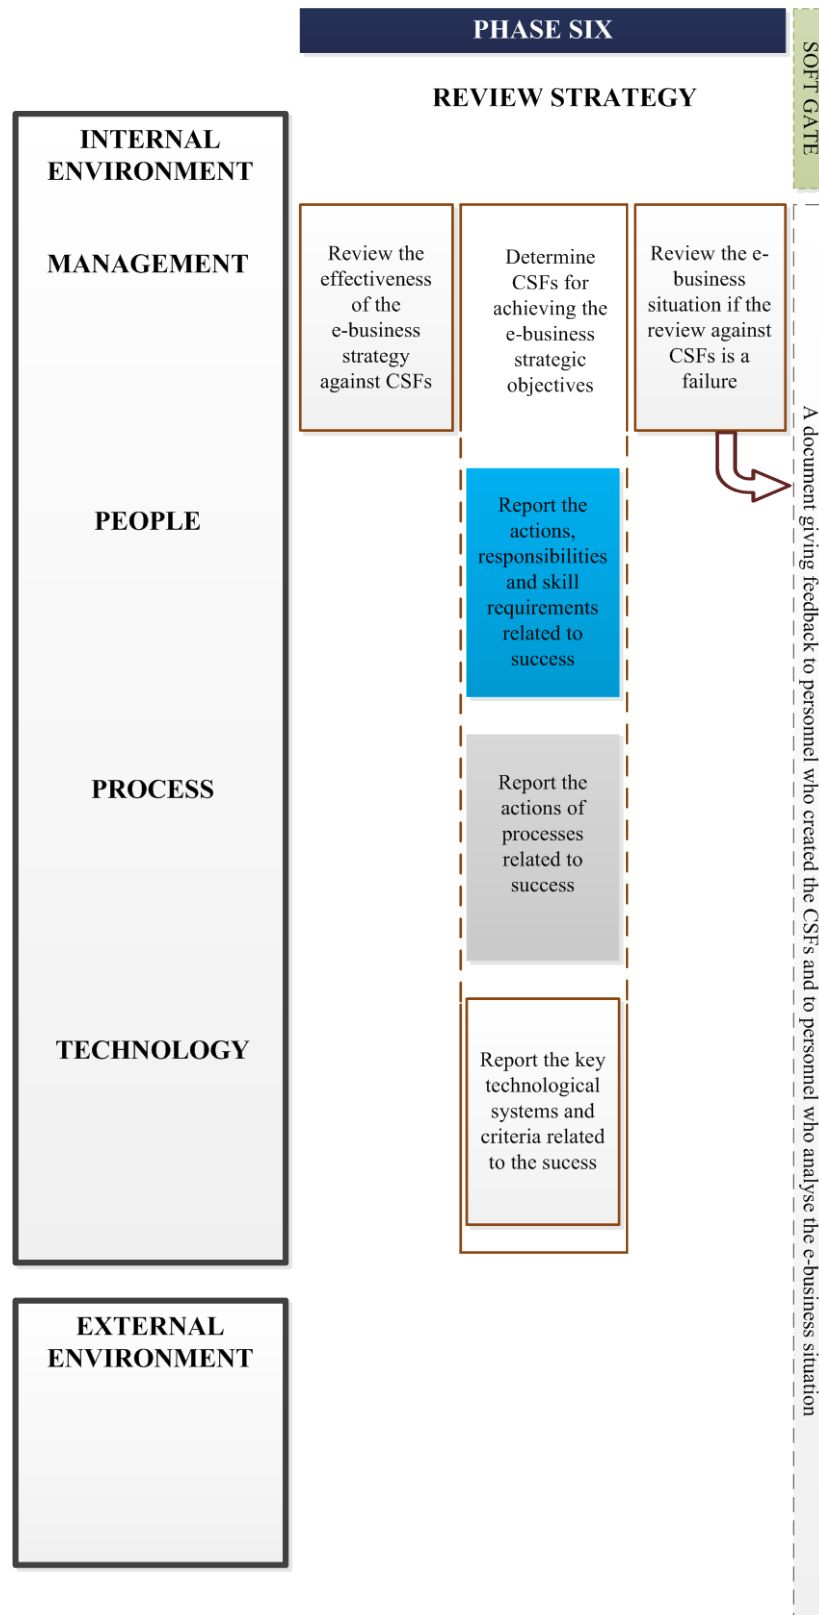 PHASE SIX
SOFT GATE
REVIEW STRATEGY
INTERNAL
ENVIRONMENT
MANAGEMENT
Review the
effectiveness
of the
e-business
strategy
against CSFs
Determine
CSFs for
achieving the
e-business
strategic
objectives
Review the e-
business
situation if the
review against
CSFs is a
failure
A document giving feedback to personnel who created the CSFs and to personnel who analyse the e-business situation
PEOPLE
Report the
actions,
responsibilities
and skill
requirements
related to
success
PROCESS
Report the
actions of
processes
related to
success
TECHNOLOGY
Report the key
technological
systems and
criteria related
to the sucess
EXTERNAL
ENVIRONMENT